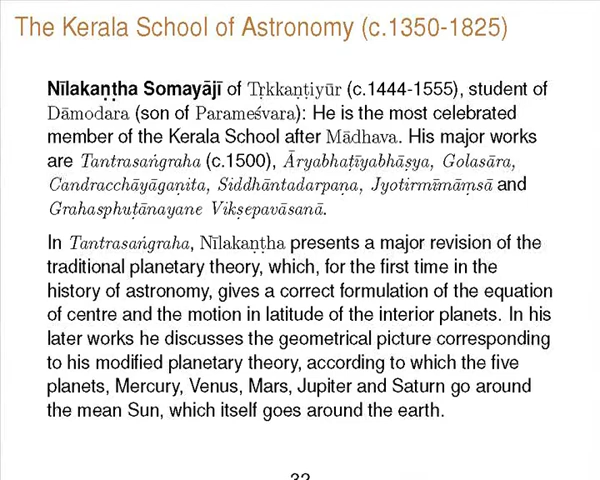 The Kerala School of Astronomy (c.1350-1825)
Nīlakaṇṭha Somayājī of Tṛkkaṇṭiyūr (c.1444-1555), student of
Dāmodara (son of Parameśvara): He is the most celebrated
member of the Kerala School after Mādhava. His major works
are Tantrasaṅgraha (c.1500), Āryabhaṭīyabhāṣya, Golasāra,
Candracchāyāgaṇita, Siddhāntadarpaṇa, Jyotirmīmāṃsā and
Grahasphuṭānayane Vikṣepavāsanā.
In Tantrasaṅgraha, Nīlakaṇṭha presents a major revision of the
traditional planetary theory, which, for the first time in the
history of astronomy, gives a correct formulation of the equation
of centre and the motion in latitude of the interior planets. In his
later works he discusses the geometrical picture corresponding
to his modified planetary theory, according to which the five
planets, Mercury, Venus, Mars, Jupiter and Saturn go around
the mean Sun, which itself goes around the earth.
32